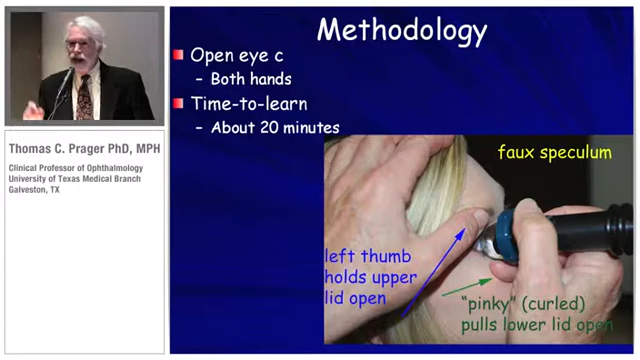 Methodology
Open eye c
– Both hands
Time-to-learn
– About 20 minutes
faux speculum
left thumb
holds upper
lid open
"pinky" (curled)
pulls lower lid open
Thomas C. Prager PhD, MPH
Clinical Professor of Ophthalmology
University of Texas Medical Branch
Galveston, TX